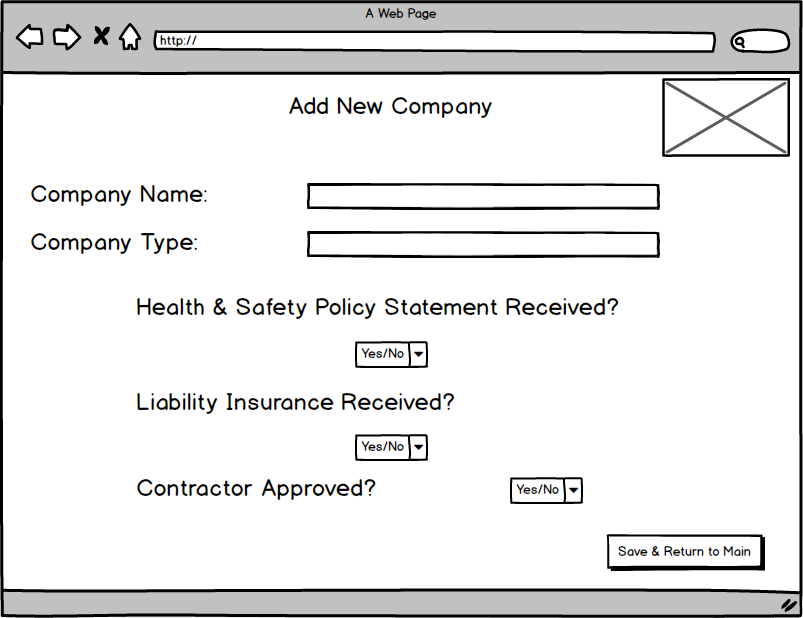 A Web Page
http://
Add New Company
Company Name:
Company Type:
Health & Safety Policy Statement Received?
Yes/No
Liability Insurance Received?
Yes/No
Contractor Approved? Yes/No
Save & Return to Main